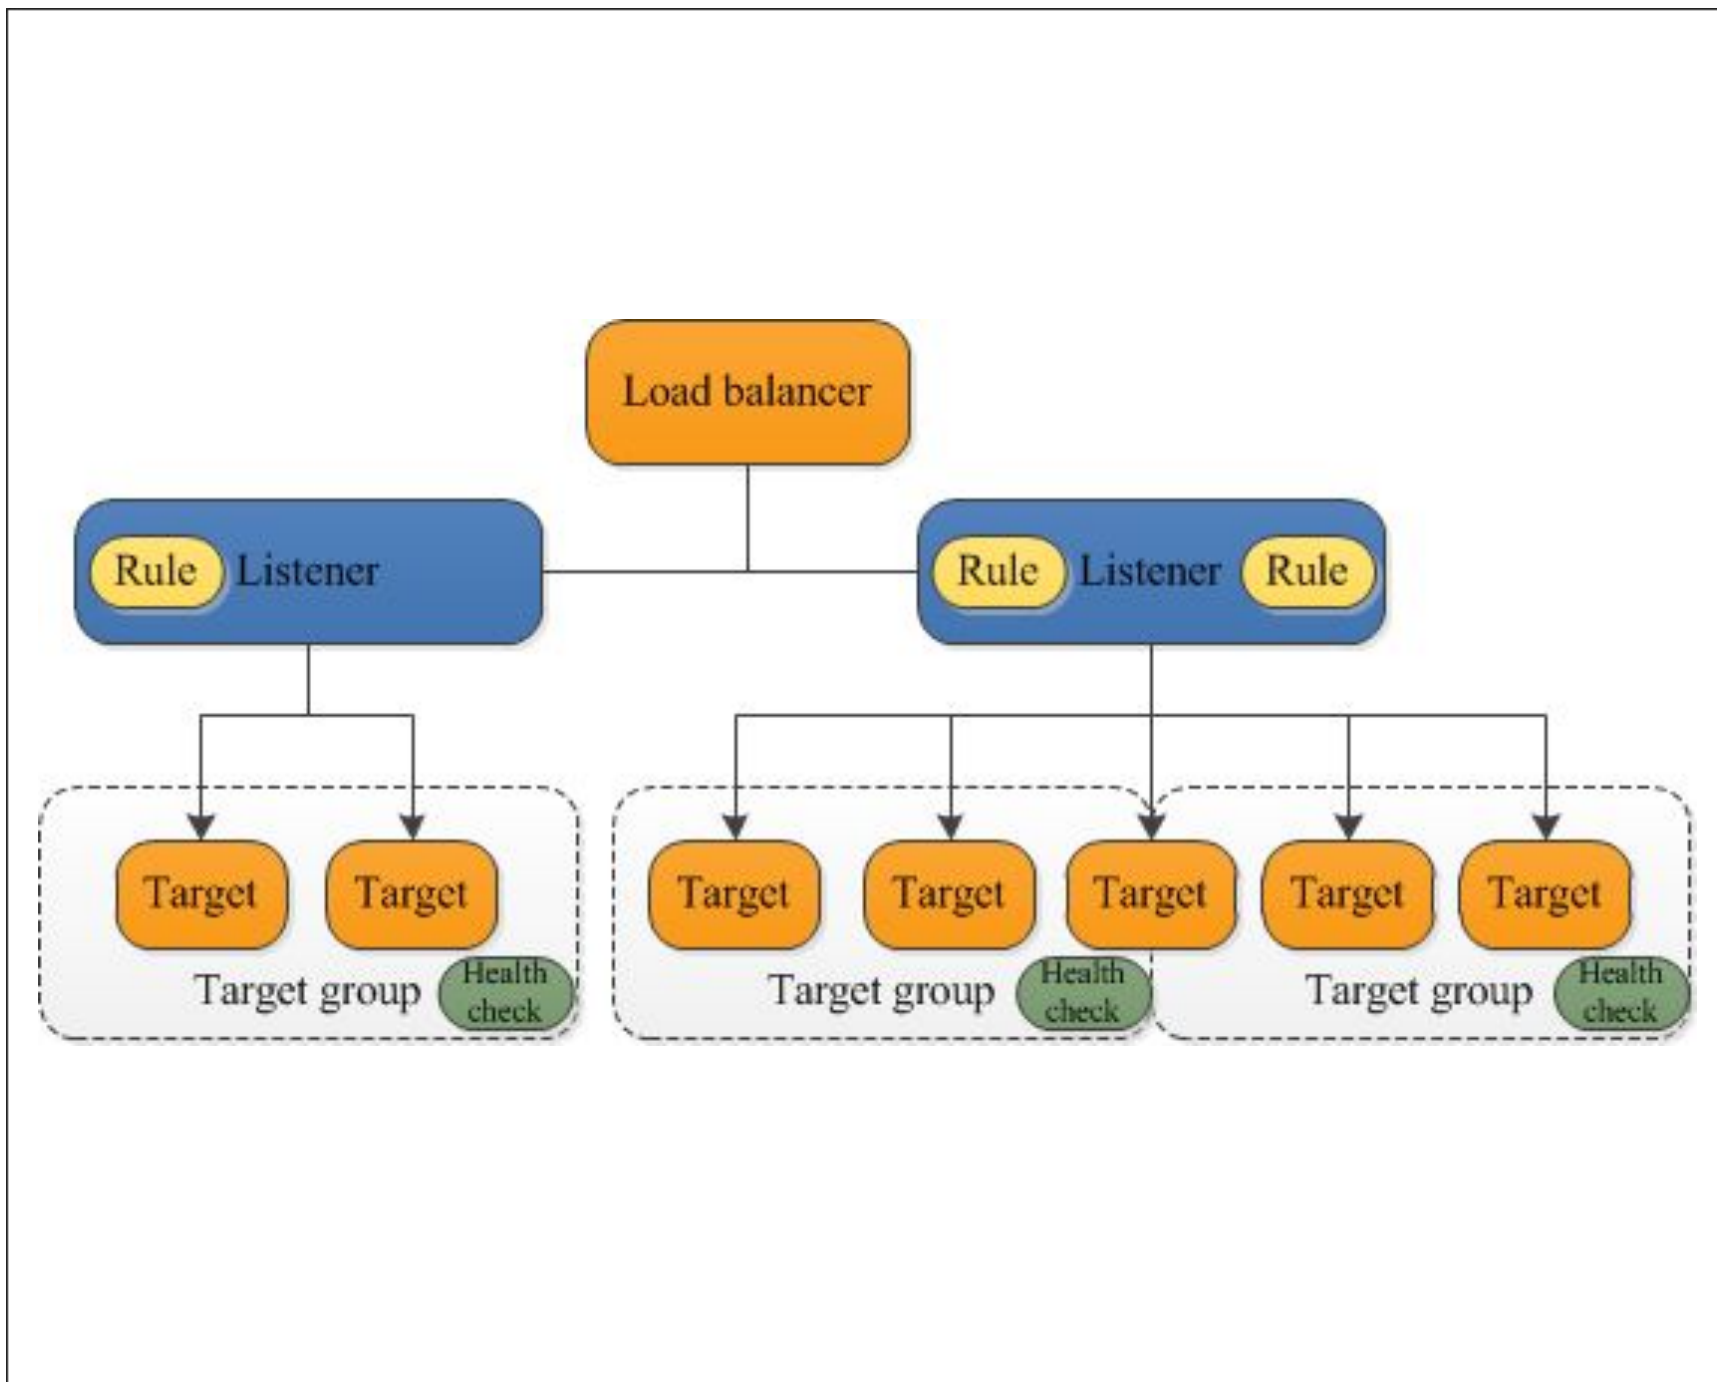 Load balancer
Rule Listener
Rule Listener Rule
Target Target
Target group
Health
check
Target Target Target Target Target
Target group
Health
check
Target group
Health
check